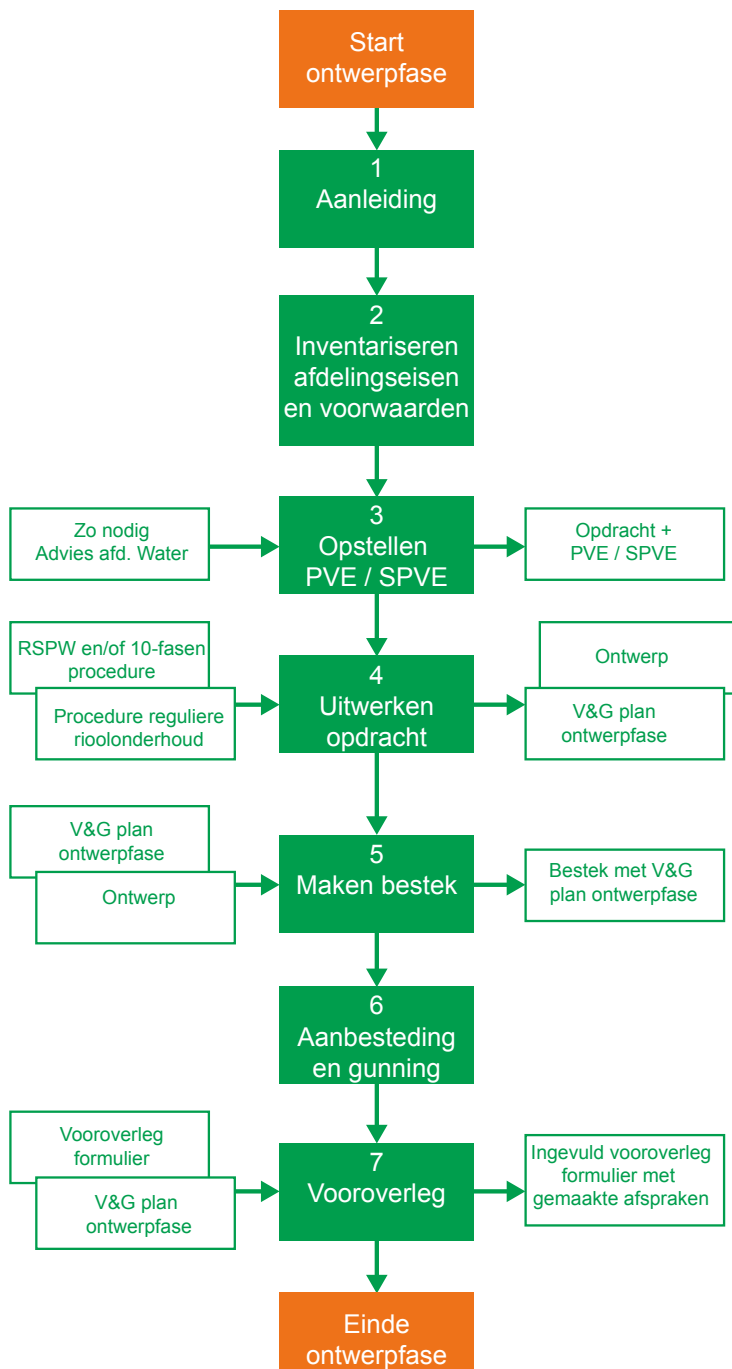 Start
ontwerpfase
1
Aanleiding
2
Inventariseren
afdelingseisen
en voorwaarden
Zo nodig
Advies afd. Water
3
Opstellen
PVE / SPVE
Opdracht +
PVE / SPVE
RSPW en/of 10-fasen
procedure
Procedure reguliere
rioolonderhoud
4
Uitwerken
opdracht
Ontwerp
V&G plan
ontwerpfase
V&G plan
ontwerpfase
Ontwerp
5
Maken bestek
Bestek met V&G
plan ontwerpfase
6
Aanbesteding
en gunning
Vooroverleg
formulier
V&G plan
ontwerpfase
7
Vooroverleg
Ingevuld vooroverleg
formulier met
gemaakte afspraken
Einde
ontwerpfase